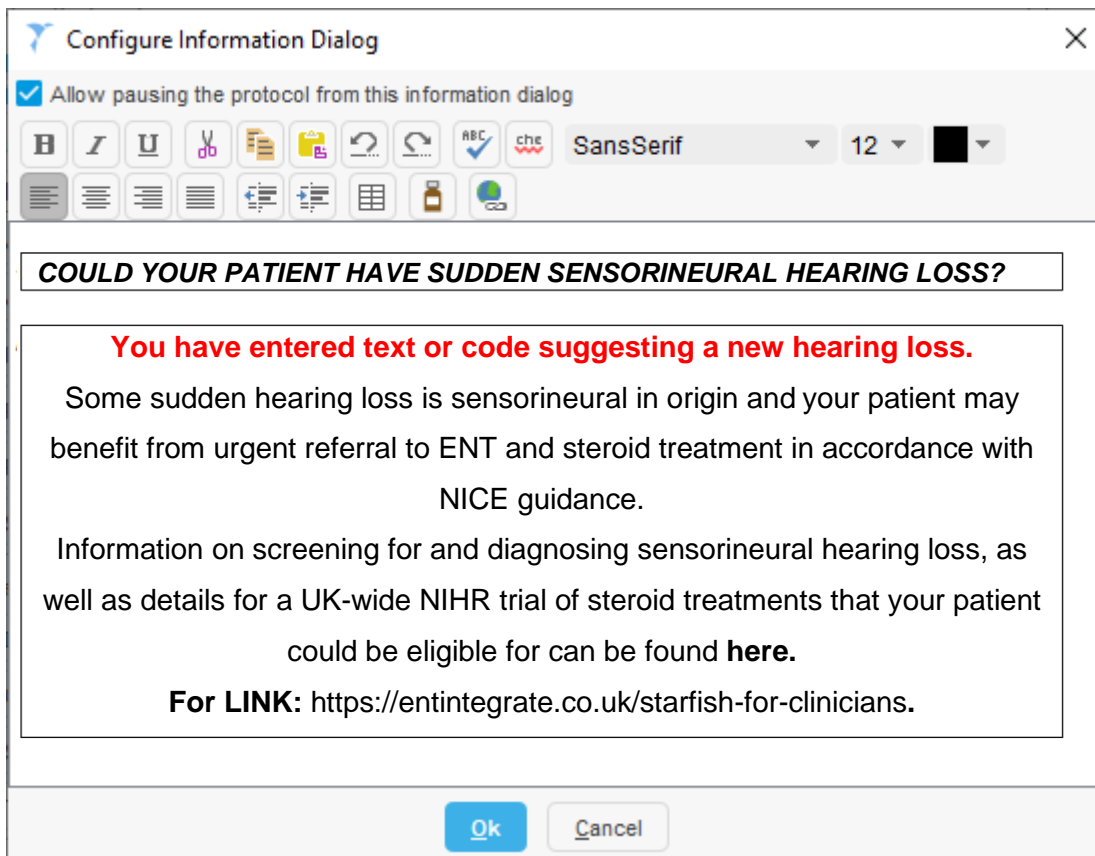 Configure Information Dialog
Allow pausing the protocol from this information dialog
B I U ABC che SansSerif 12
COULD YOUR PATIENT HAVE SUDDEN SENSORINEURAL HEARING LOSS?
You have entered text or code suggesting a new hearing loss.
Some sudden hearing loss is sensorineural in origin and your patient may
benefit from urgent referral to ENT and steroid treatment in accordance with
NICE guidance.
Information on screening for and diagnosing sensorineural hearing loss, as
well as details for a UK-wide NIHR trial of steroid treatments that your patient
could be eligible for can be found here.
For LINK: https://entintegrate.co.uk/starfish-for-clinicians.
Ok Cancel